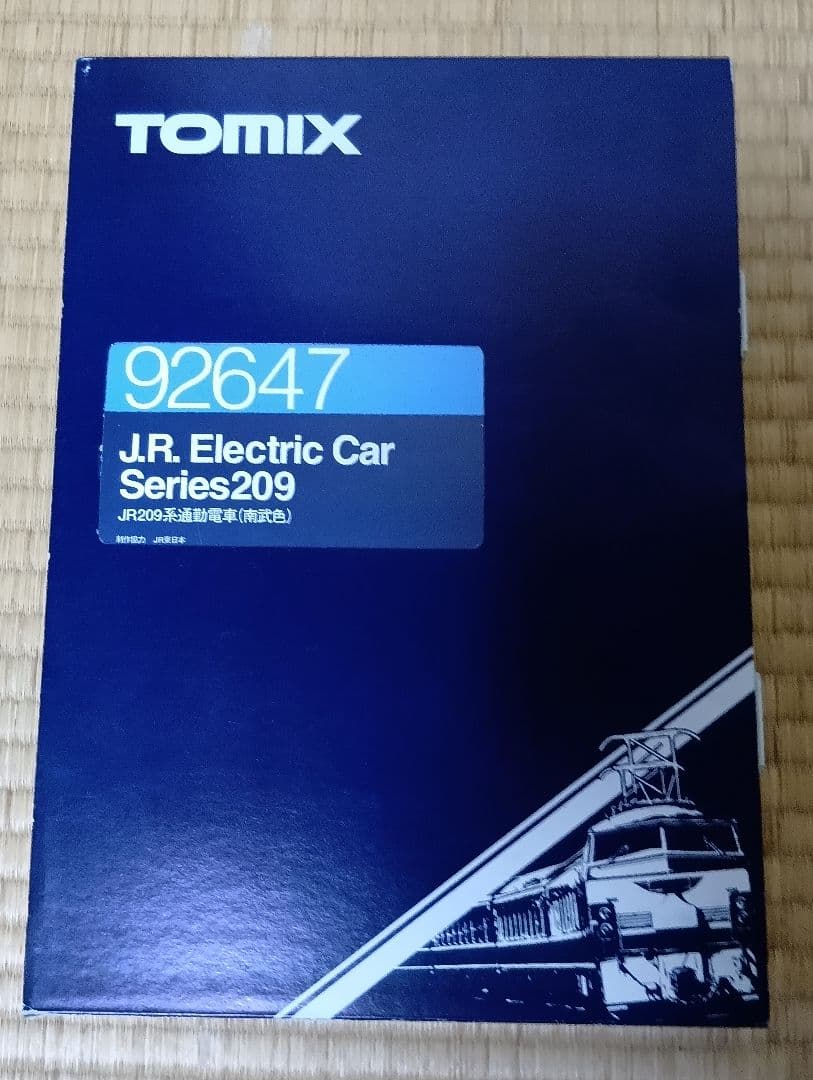 TOMIX
92647
J.R. Electric Car
Series209
JR209系通勤電車(南武色)
制作協力 JR東日本